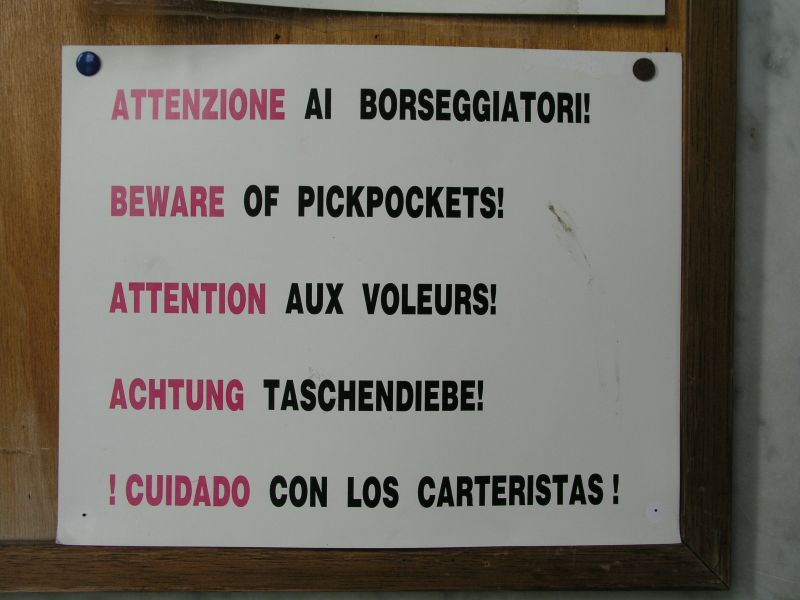 ATTENZIONE AI BORSEGGIATORI!
BEWARE OF PICKPOCKETS!
ATTENTION AUX VOLEURS!
ACHTUNG TASCHENDIEBE!
! CUIDADO CON LOS CARTERISTAS !